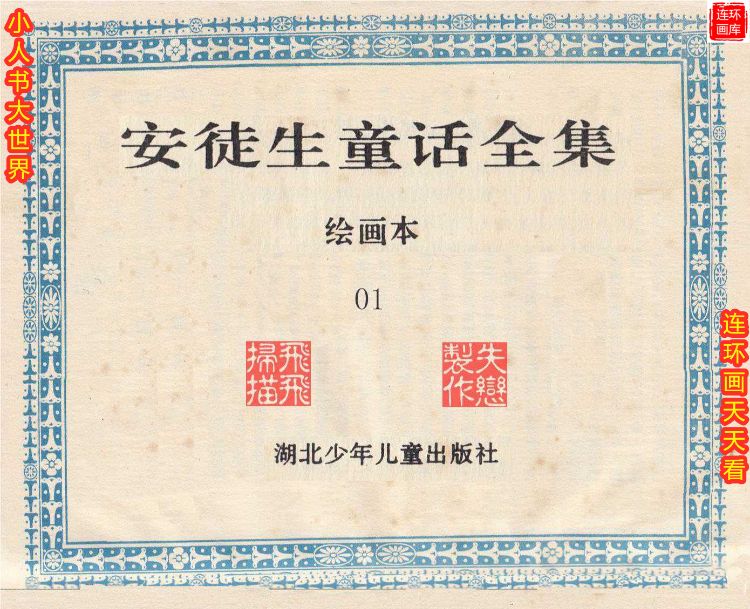 小人书大世界
连环
画库
安徒生童话全集
绘画本
01
飛飛
掃描
失戀
製作
湖北少年儿童出版社
连环画天天看